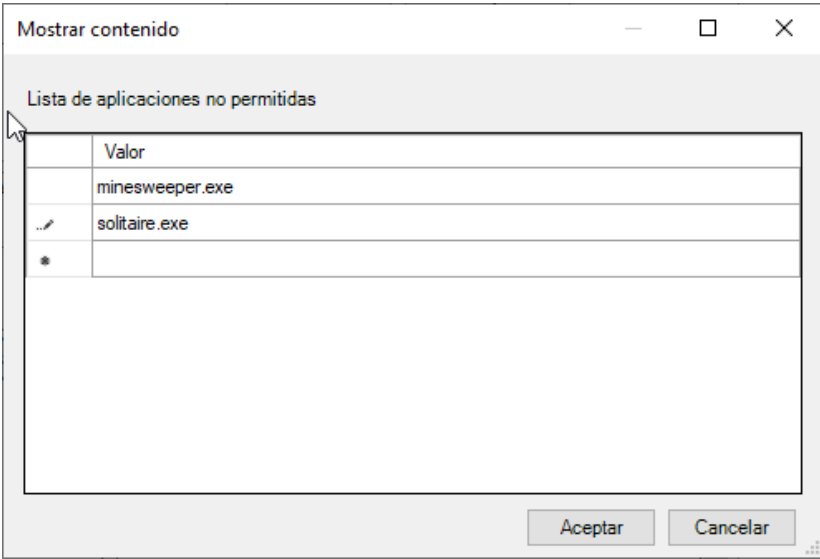 Mostrar contenido
Lista de aplicaciones no permitidas
Valor
minesweeper.exe
solitaire.exe
Aceptar
Cancelar